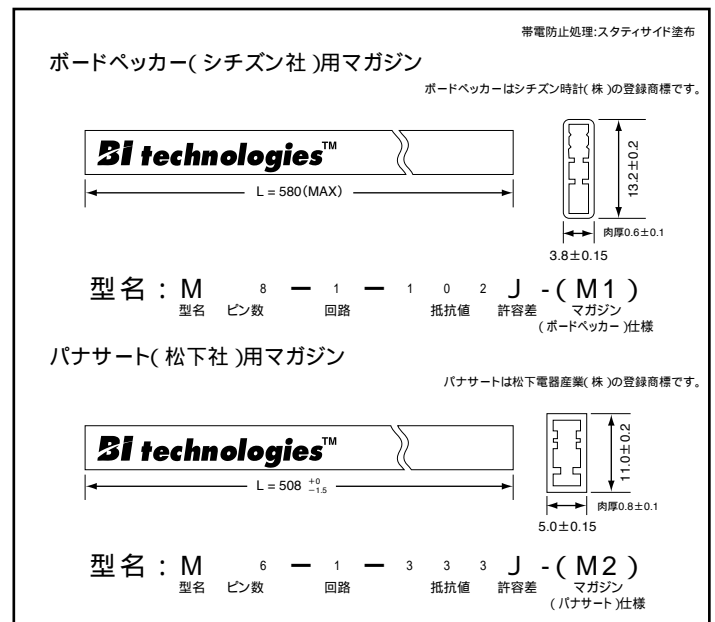 帯電防止処理:スタティサイド塗布
ボードペッカー( シチズン社 )用マガジン
ボードペッカーはシチズン時計( 株 )の登録商標です。
BI technologies™
L = 580(MAX)
13.2±0.2
肉厚0.6±0.1
3.8±0.15
型名 : M 8 － 1 － 1 0 2 J - ( M1 )
型名 ピン数 回路 抵抗値 許容差 マガジン
( ボードペッカー )仕様
パナサート( 松下社 )用マガジン
パナサートは松下電器産業( 株 )の登録商標です。
BI technologies™
L = 508 +0 −1.5
11.0±0.2
肉厚0.8±0.1
5.0±0.15
型名 : M 6 － 1 － 3 3 3 J - ( M2 )
型名 ピン数 回路 抵抗値 許容差 マガジン
( パナサート )仕様